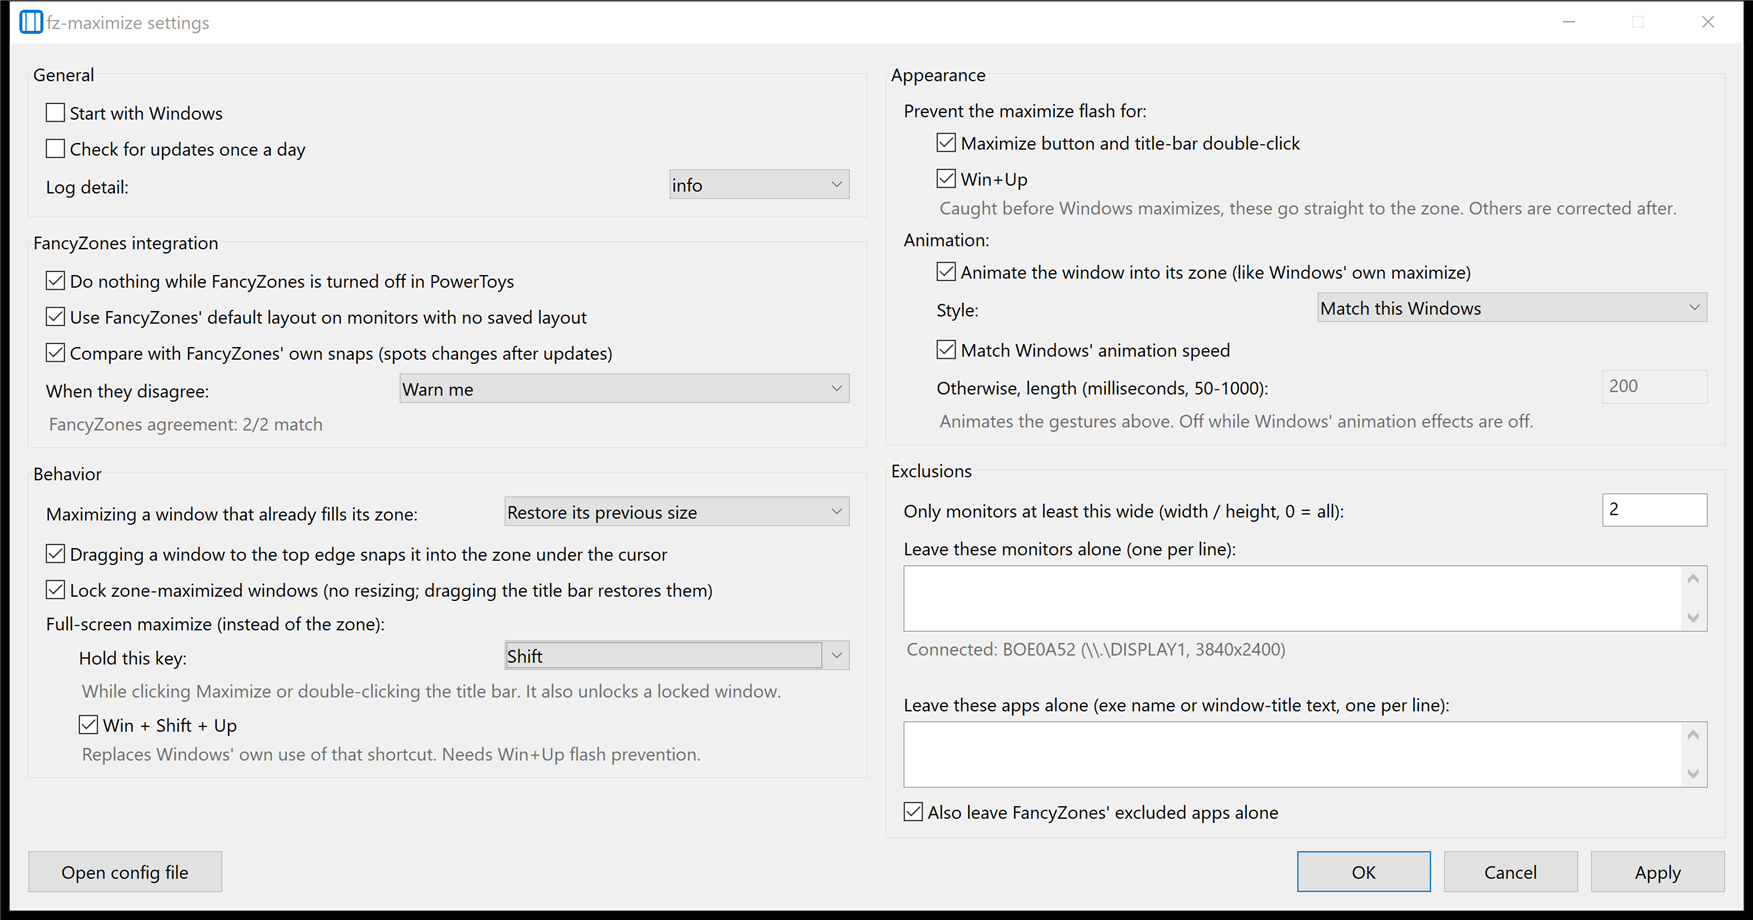 fz-maximize settings
General
Start with Windows
Check for updates once a day
Log detail:
info
FancyZones integration
Do nothing while FancyZones is turned off in PowerToys
Use FancyZones' default layout on monitors with no saved layout
Compare with FancyZones' own snaps (spots changes after updates)
When they disagree:
Warn me
FancyZones agreement: 2/2 match
Behavior
Maximizing a window that already fills its zone:
Restore its previous size
Dragging a window to the top edge snaps it into the zone under the cursor
Lock zone-maximized windows (no resizing; dragging the title bar restores them)
Full-screen maximize (instead of the zone):
Hold this key:
Shift
While clicking Maximize or double-clicking the title bar. It also unlocks a locked window.
Win + Shift + Up
Replaces Windows' own use of that shortcut. Needs Win+Up flash prevention.
Appearance
Prevent the maximize flash for:
Maximize button and title-bar double-click
Win+Up
Caught before Windows maximizes, these go straight to the zone. Others are corrected after.
Animation:
Animate the window into its zone (like Windows' own maximize)
Style:
Match this Windows
Match Windows' animation speed
Otherwise, length (milliseconds, 50-1000):
200
Animates the gestures above. Off while Windows' animation effects are off.
Exclusions
Only monitors at least this wide (width / height, 0 = all):
2
Leave these monitors alone (one per line):
Connected: BOE0A52 (\\.\DISPLAY1, 3840x2400)
Leave these apps alone (exe name or window-title text, one per line):
Also leave FancyZones' excluded apps alone
Open config file
OK
Cancel
Apply